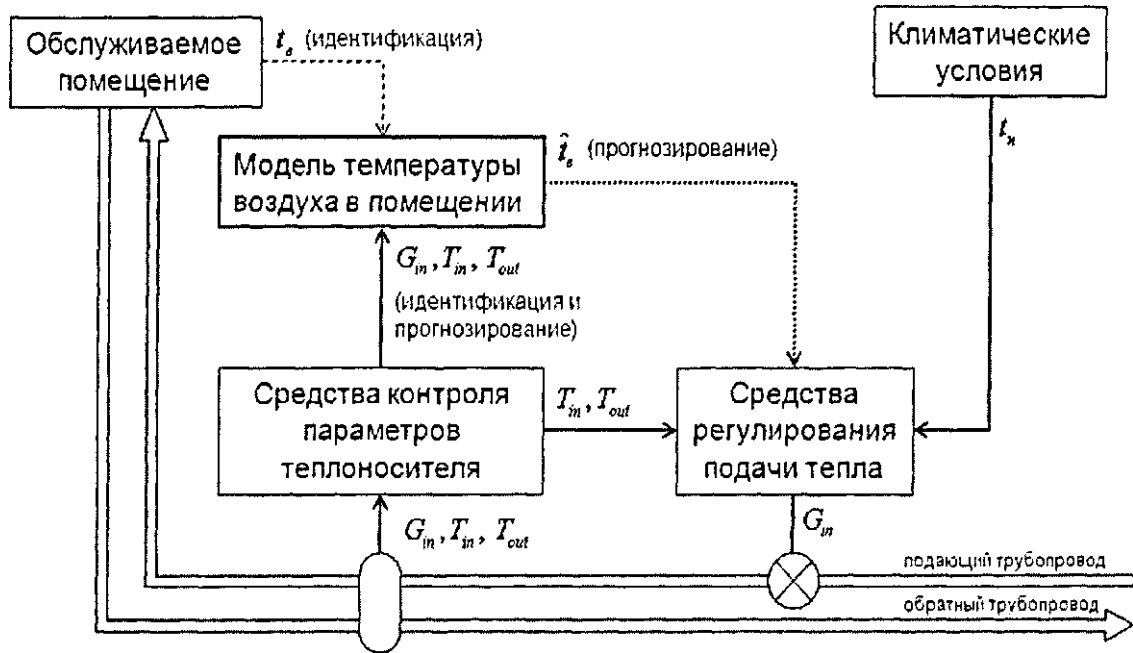 Обслуживаемое
помещение
t_в (идентификация)
Климатические
условия
t_н
Модель температуры
воздуха в помещении
t̂_в (прогнозирование)
G_in, T_in, T_out
(идентификация и
прогнозирование)
Средства контроля
параметров
теплоносителя
T_in, T_out
Средства
регулирования
подачи тепла
G_in, T_in, T_out
G_in
подающий трубопровод
обратный трубопровод